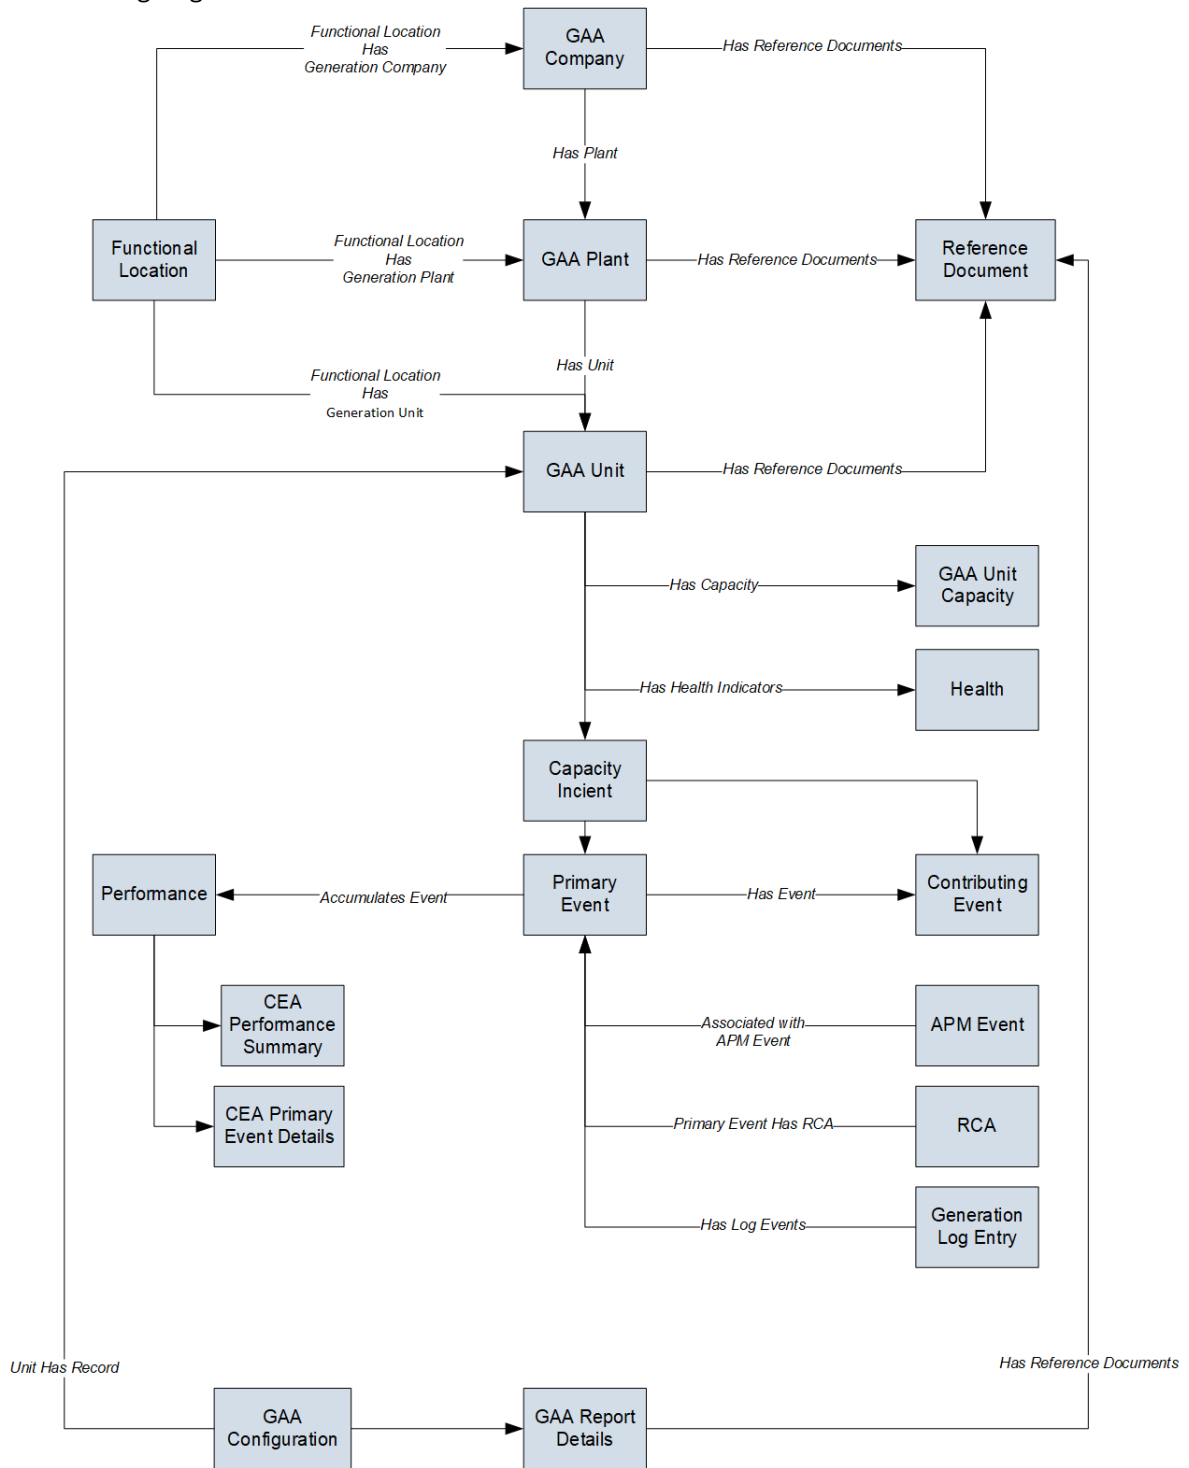 Functional Location
Has
Generation Company
GAA
Company
Has Reference Documents
Has Plant
Functional
Location
Functional Location
Has
Generation Plant
GAA Plant
Has Reference Documents
Reference
Document
Has Unit
Functional Location
Has
Generation Unit
GAA Unit
Has Reference Documents
Has Capacity
GAA Unit
Capacity
Has Health Indicators
Health
Capacity
Incient
Performance
Accumulates Event
Primary
Event
Has Event
Contributing
Event
CEA
Performance
Summary
Associated with
APM Event
APM Event
CEA Primary
Event Details
Primary Event Has RCA
RCA
Has Log Events
Generation
Log Entry
Unit Has Record
Has Reference Documents
GAA
Configuration
GAA Report
Details